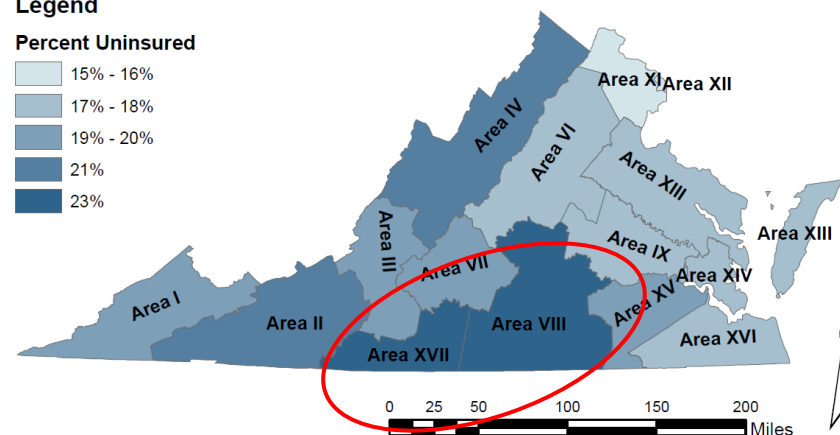 Legend
Percent Uninsured
15% - 16%
17% - 18%
19% - 20%
21%
23%
Area XI
Area XII
Area IV
Area VI
Area XIII
Area III
Area XIII
Area IX
Area VII
Area XIV
Area I
Area XV
Area II
Area VIII
Area XVI
Area XVII
0 25 50 100 150 200
Miles